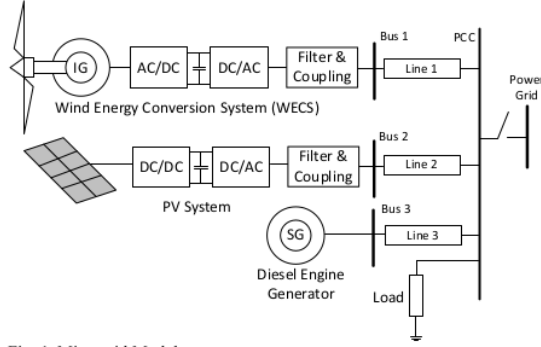 IG
AC/DC
DC/AC
Filter &
Coupling
Bus 1
Line 1
PCC
Power
Grid
Wind Energy Conversion System (WECS)
DC/DC
DC/AC
Filter &
Coupling
Bus 2
Line 2
PV System
SG
Bus 3
Line 3
Diesel Engine
Generator
Load